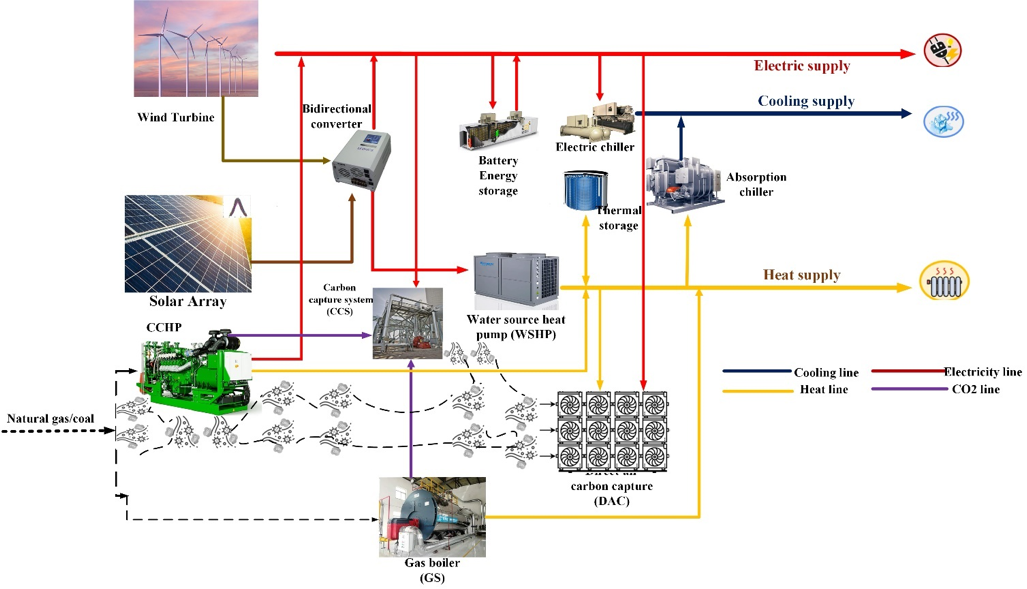 Electric supply
Wind Turbine
Bidirectional
converter
Cooling supply
Battery
Energy
storage
Electric chiller
Absorption
chiller
Thermal
storage
Solar Array
Carbon
capture system
(CCS)
Water source heat
pump (WSHP)
Heat supply
CCHP
Cooling line
Electricity line
Heat line
CO2 line
Natural gas/coal
Direct air
carbon capture
(DAC)
Gas boiler
(GS)